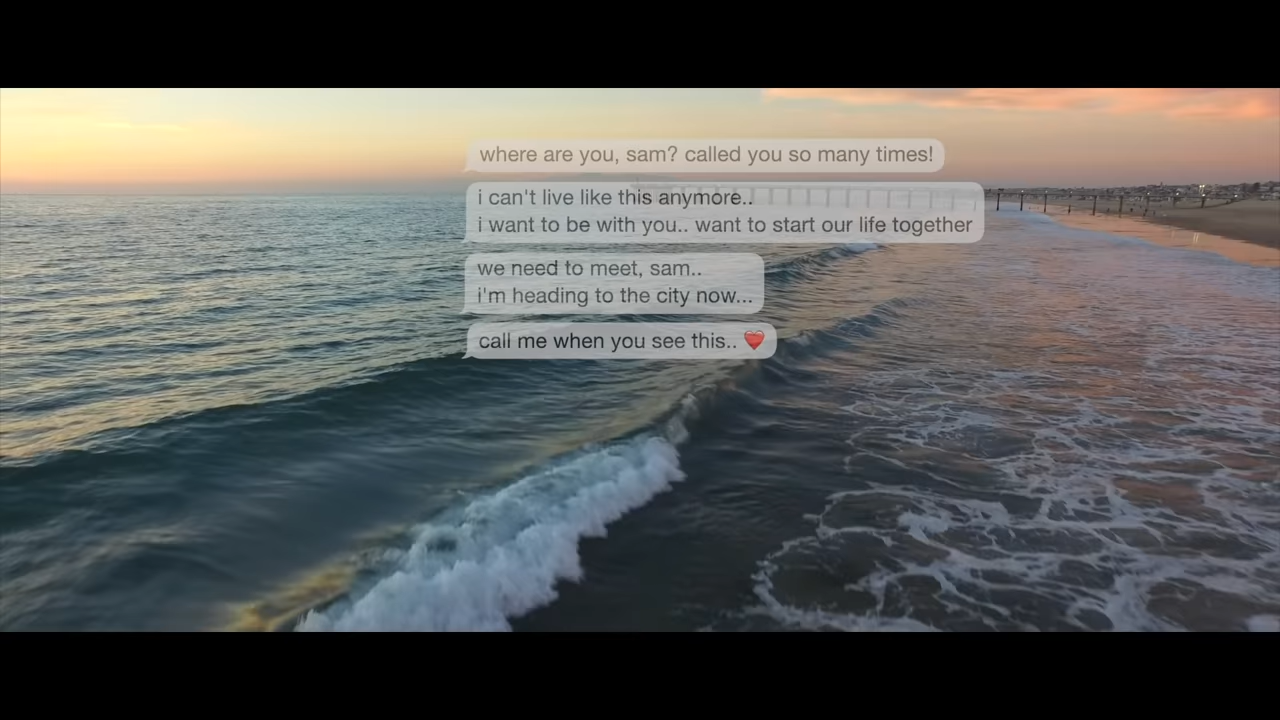 where are you, sam? called you so many times!
i can't live like this anymore..
i want to be with you.. want to start our life together
we need to meet, sam..
i'm heading to the city now...
call me when you see this.. ❤️